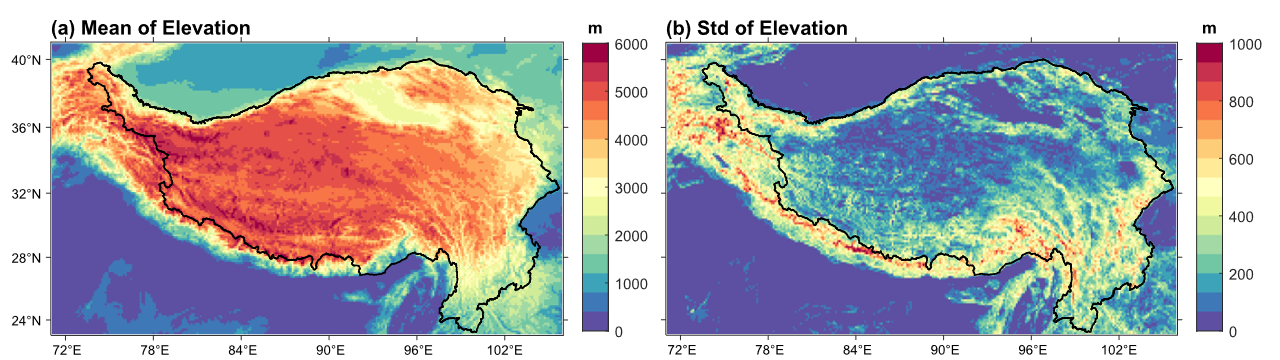 (a) Mean of Elevation
m
(b) Std of Elevation
m
40°N
36°N
32°N
28°N
24°N
72°E
78°E
84°E
90°E
96°E
102°E
6000
5000
4000
3000
2000
1000
0
72°E
78°E
84°E
90°E
96°E
102°E
1000
800
600
400
200
0